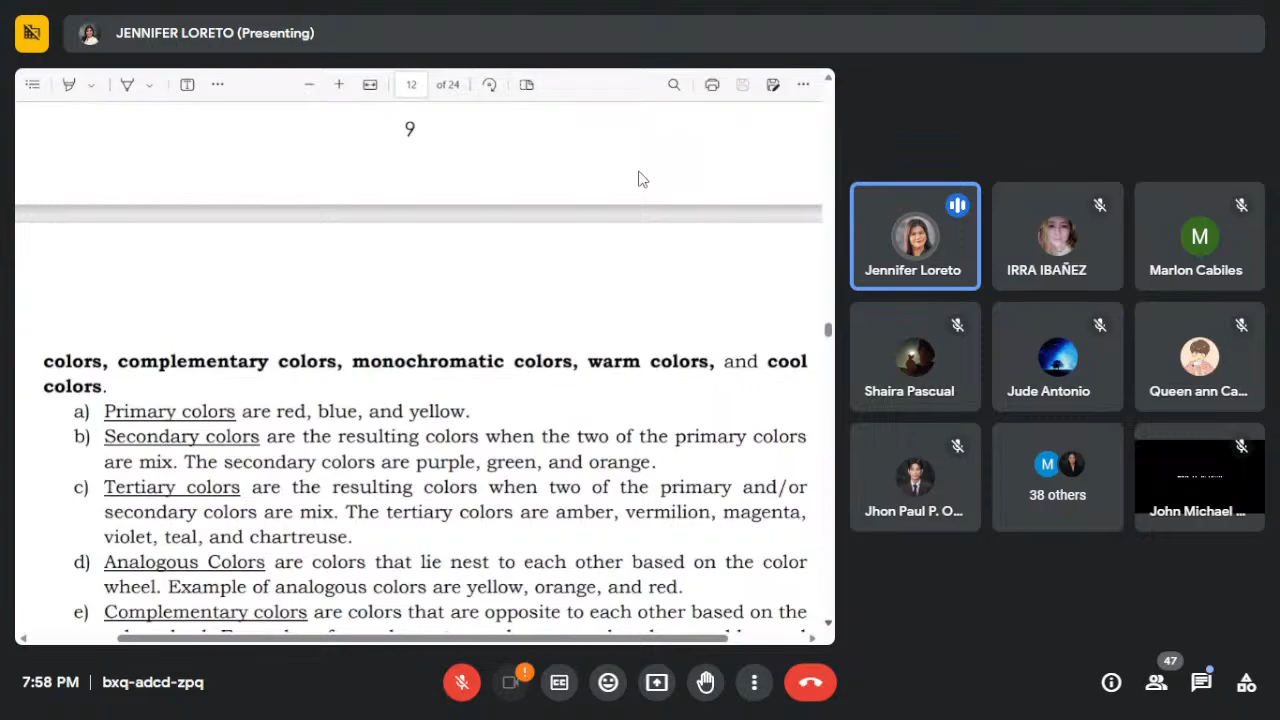 JENNIFER LORETO (Presenting)
12 of 24
9
colors, complementary colors, monochromatic colors, warm colors, and cool
colors.
a) Primary colors are red, blue, and yellow.
b) Secondary colors are the resulting colors when the two of the primary colors
are mix. The secondary colors are purple, green, and orange.
c) Tertiary colors are the resulting colors when two of the primary and/or
secondary colors are mix. The tertiary colors are amber, vermilion, magenta,
violet, teal, and chartreuse.
d) Analogous Colors are colors that lie nest to each other based on the color
wheel. Example of analogous colors are yellow, orange, and red.
e) Complementary colors are colors that are opposite to each other based on the
Jennifer Loreto
IRRA IBAÑEZ
M
Marlon Cabiles
Shaira Pascual
Jude Antonio
Queen ann Ca...
Jhon Paul P. O...
M
38 others
John Michael ...
7:58 PM | bxq-adcd-zpq
47